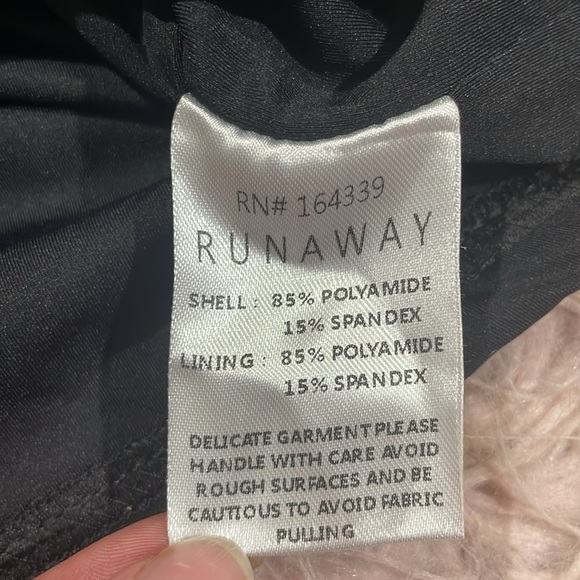 RN# 164339
RUNAWAY
SHELL : 85% POLYAMIDE
15% SPANDEX
LINING : 85% POLYAMIDE
15% SPANDEX
DELICATE GARMENT PLEASE
HANDLE WITH CARE AVOID
ROUGH SURFACES AND BE
CAUTIOUS TO AVOID FABRIC
PULLING